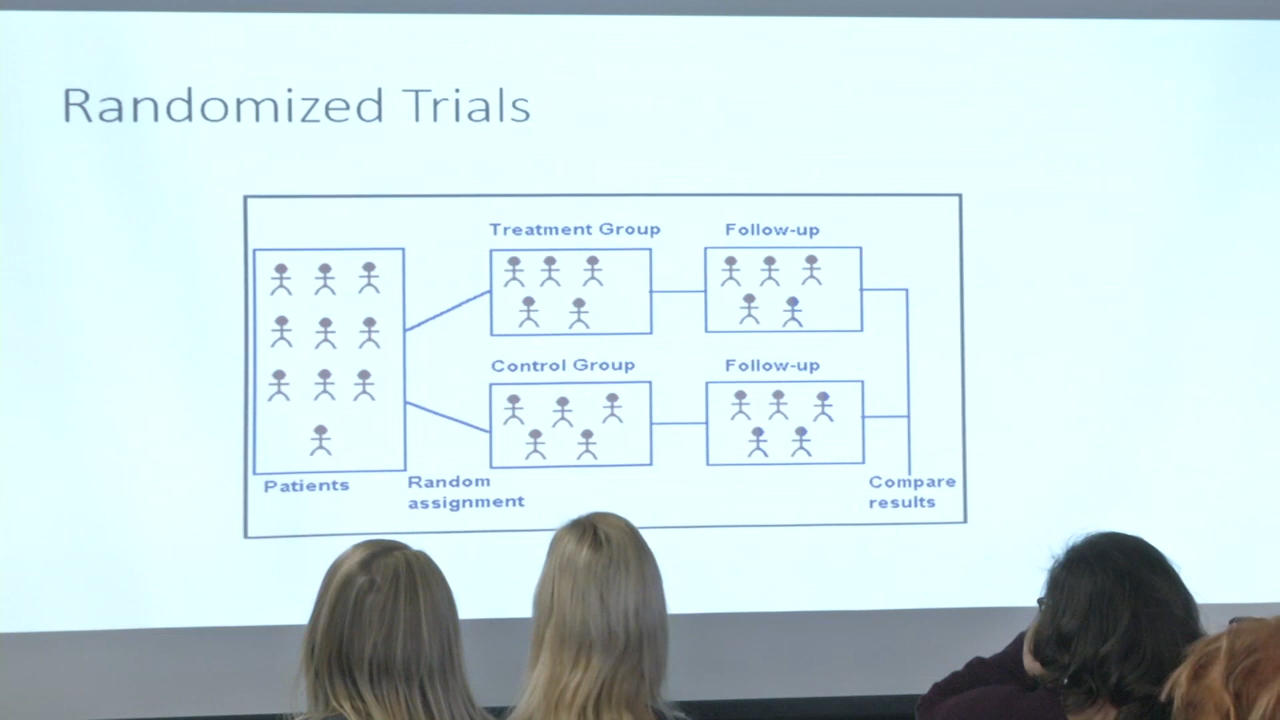 Randomized Trials
Treatment Group
Follow-up
Control Group
Follow-up
Patients
Random
assignment
Compare
results